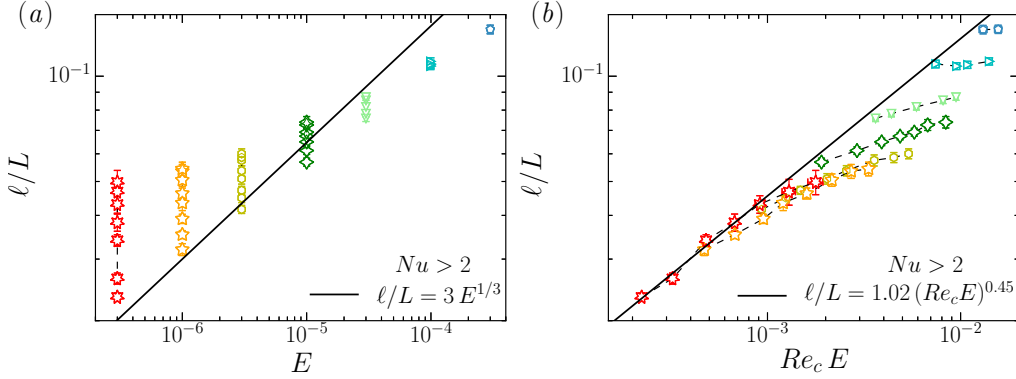 (a)
10^{-1}
ℓ/L
Nu > 2
ℓ/L = 3 E^{1/3}
10^{-6}
10^{-5}
10^{-4}
E
(b)
10^{-1}
ℓ/L
Nu > 2
ℓ/L = 1.02 (Re_c E)^{0.45}
10^{-3}
10^{-2}
Re_c E